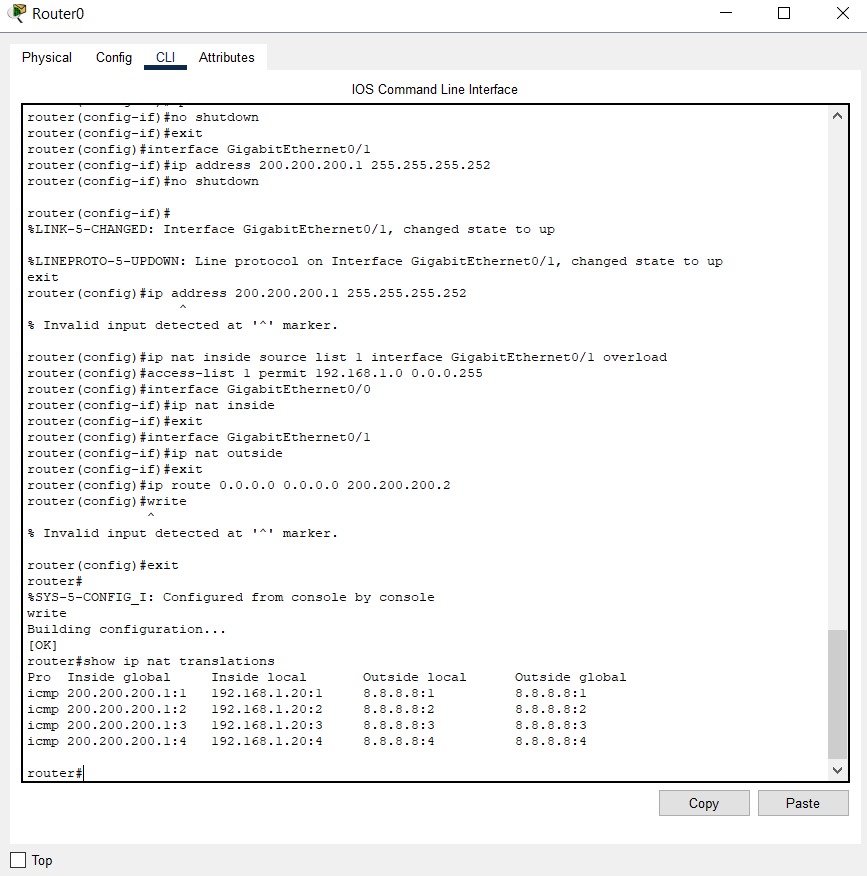 Router0
Physical Config CLI Attributes
IOS Command Line Interface
router(config-if)#no shutdown
router(config-if)#exit
router(config)#interface GigabitEthernet0/1
router(config-if)#ip address 200.200.200.1 255.255.255.252
router(config-if)#no shutdown
router(config-if)#
%LINK-5-CHANGED: Interface GigabitEthernet0/1, changed state to up
%LINEPROTO-5-UPDOWN: Line protocol on Interface GigabitEthernet0/1, changed state to up
exit
router(config)#ip address 200.200.200.1 255.255.255.252
^
% Invalid input detected at '^' marker.
router(config)#ip nat inside source list 1 interface GigabitEthernet0/1 overload
router(config)#access-list 1 permit 192.168.1.0 0.0.0.255
router(config)#interface GigabitEthernet0/0
router(config-if)#ip nat inside
router(config-if)#exit
router(config)#interface GigabitEthernet0/1
router(config-if)#ip nat outside
router(config-if)#exit
router(config)#ip route 0.0.0.0 0.0.0.0 200.200.200.2
router(config)#write
^
% Invalid input detected at '^' marker.
router(config)#exit
router#
%SYS-5-CONFIG_I: Configured from console by console
write
Building configuration...
[OK]
router#show ip nat translations
Pro Inside global Inside local Outside local Outside global
icmp 200.200.200.1:1 192.168.1.20:1 8.8.8.8:1 8.8.8.8:1
icmp 200.200.200.1:2 192.168.1.20:2 8.8.8.8:2 8.8.8.8:2
icmp 200.200.200.1:3 192.168.1.20:3 8.8.8.8:3 8.8.8.8:3
icmp 200.200.200.1:4 192.168.1.20:4 8.8.8.8:4 8.8.8.8:4
router#
Copy Paste
Top